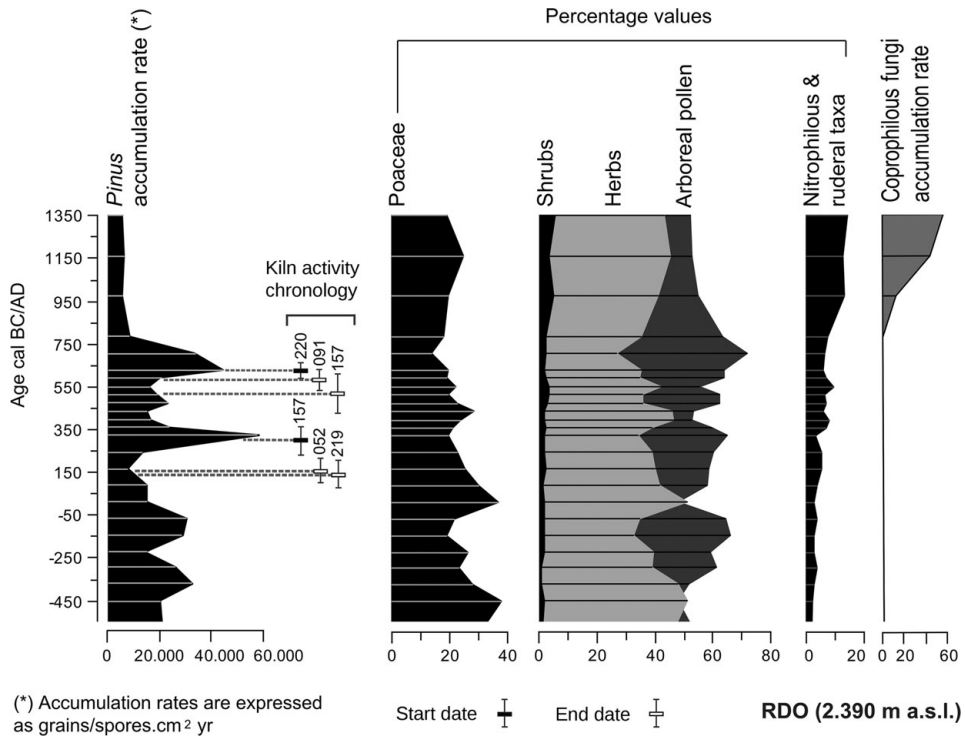 Percentage values
Pinus
accumulation rate (*)
Poaceae
Shrubs
Herbs
Arboreal pollen
Nitrophilous &
ruderal taxa
Coprophilous fungi
accumulation rate
Kiln activity
chronology
Age cal BC/AD
1350
1150
950
750
550
350
150
-50
-250
-450
220
091
157
157
052
219
0 20.000 40.000 60.000
0 20 40
0 20 40 60 80
0 20
0 20 40 60
(*) Accumulation rates are expressed
as grains/spores.cm² yr
Start date
End date
RDO (2.390 m a.s.l.)